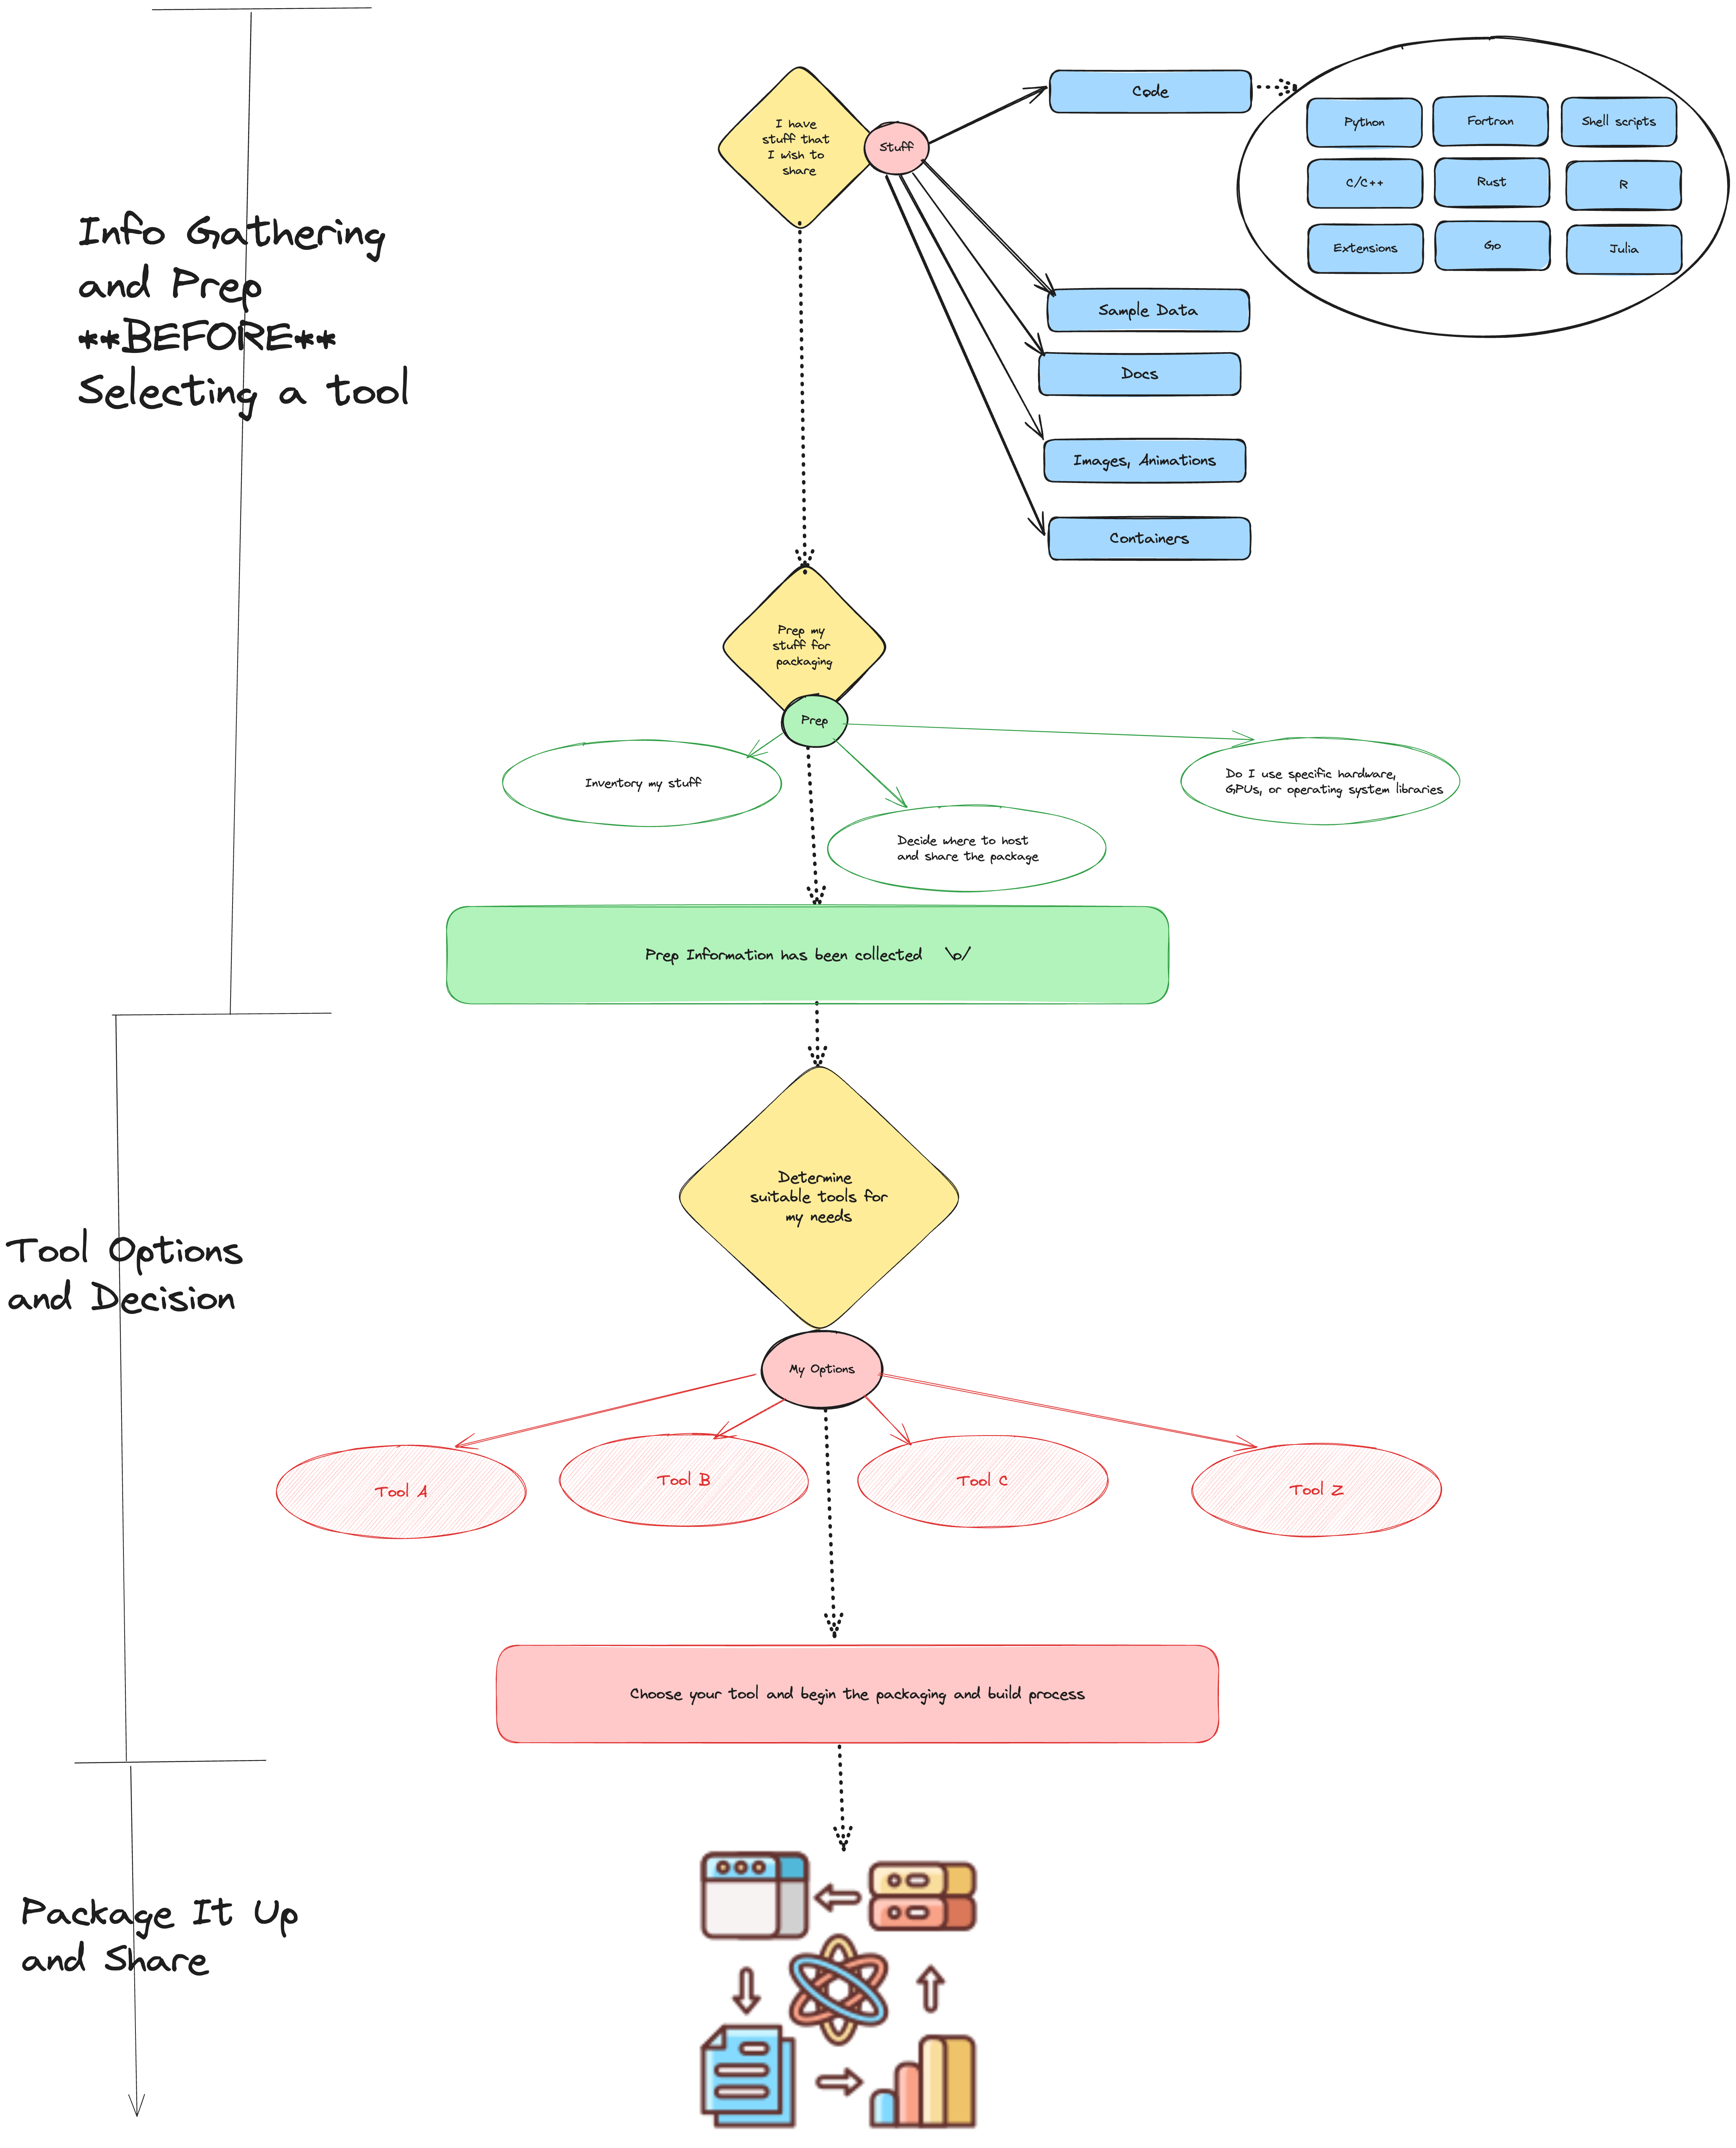 Info Gathering
and Prep
**BEFORE**
Selecting a tool
I have
stuff that
I wish to
share
Stuff
Code
Python
Fortran
Shell scripts
C/C++
Rust
R
Extensions
Go
Julia
Sample Data
Docs
Images, Animations
Containers
Prep my
stuff for
packaging
Prep
Inventory my stuff
Decide where to host
and share the package
Do I use specific hardware,
GPUs, or operating system libraries
Prep Information has been collected \o/
Tool Options
and Decision
Determine
suitable tools for
my needs
My Options
Tool A
Tool B
Tool C
Tool Z
Choose your tool and begin the packaging and build process
Package It Up
and Share